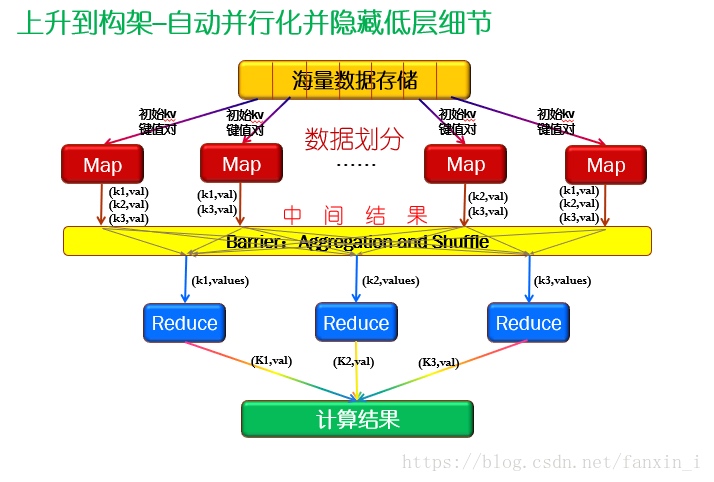 上升到构架-自动并行化并隐藏低层细节
海量数据存储
初始kv
键值对
初始kv
键值对
初始kv
键值对
初始kv
键值对
数据划分
……
Map
Map
Map
Map
(k1,val)
(k2,val)
(k3,val)
(k1,val)
(k3,val)
(k2,val)
(k3,val)
(k1,val)
(k2,val)
(k3,val)
中 间 结 果
Barrier：Aggregation and Shuffle
(k1,values)
(k2,values)
(k3,values)
Reduce
Reduce
Reduce
(K1,val)
(K2,val)
(K3,val)
计算结果
https://blog.csdn.net/fanxin_i